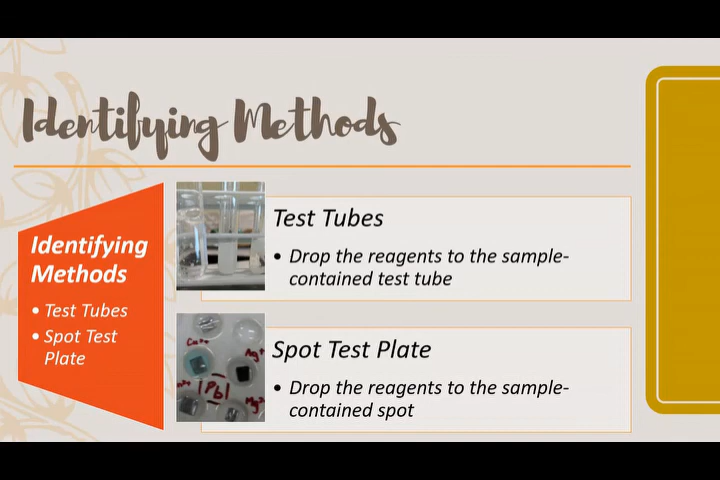 Identifying Methods
Identifying
Methods
• Test Tubes
• Spot Test
Plate
Test Tubes
• Drop the reagents to the sample-
contained test tube
Spot Test Plate
• Drop the reagents to the sample-
contained spot
|Pb|